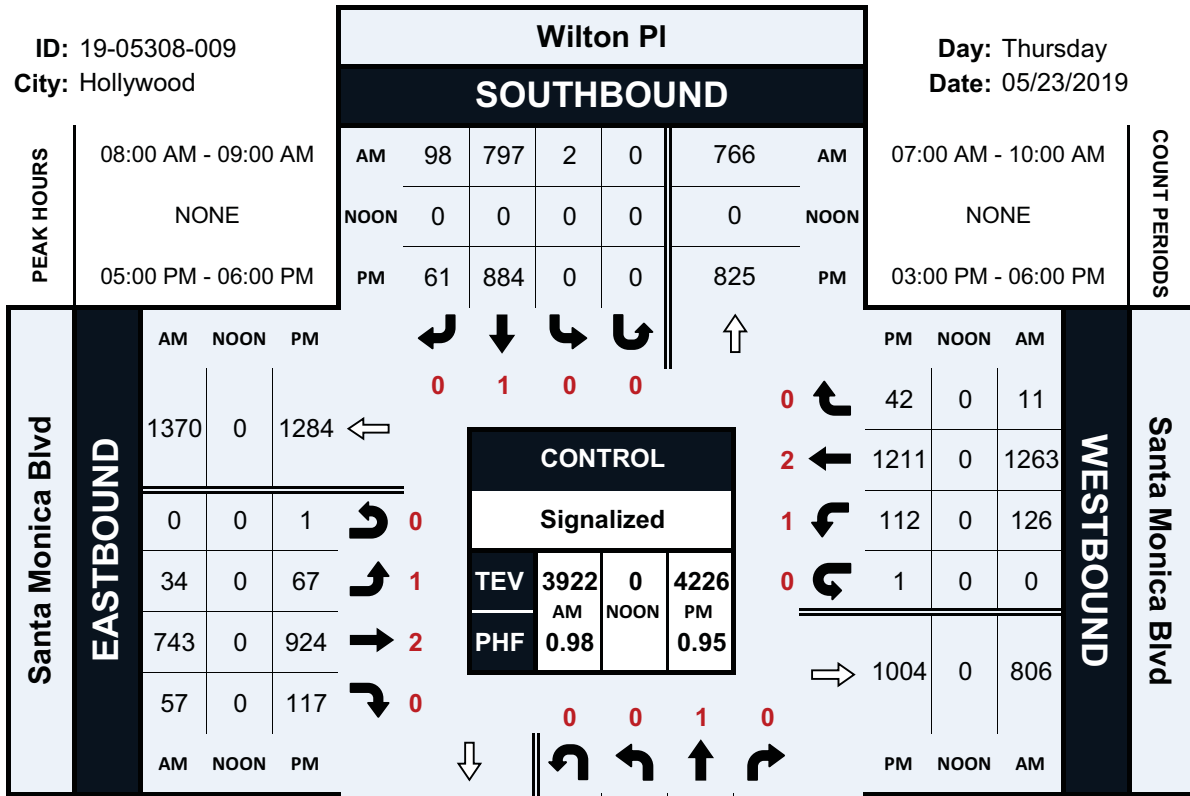 Wilton Pl
SOUTHBOUND
ID: 19-05308-009
City: Hollywood
Day: Thursday
Date: 05/23/2019
PEAK HOURS
08:00 AM - 09:00 AM
NONE
05:00 PM - 06:00 PM
AM 98 797 2 0 766 AM
NOON 0 0 0 0 0 NOON
PM 61 884 0 0 825 PM
07:00 AM - 10:00 AM
NONE
03:00 PM - 06:00 PM
COUNT PERIODS
0 1 0 0
Santa Monica Blvd
EASTBOUND
AM NOON PM
1370 0 1284
0 0 1 0
34 0 67 1
743 0 924 2
57 0 117 0
AM NOON PM
CONTROL
Signalized
TEV 3922 0 4226
AM NOON PM
PHF 0.98 0.95
PM NOON AM
0 42 0 11
2 1211 0 1263
1 112 0 126
0 1 0 0
1004 0 806
PM NOON AM
WESTBOUND
Santa Monica Blvd
0 0 1 0